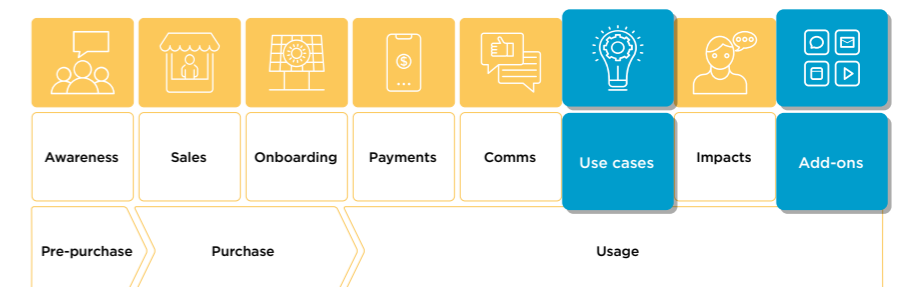 Awareness
Sales
Onboarding
Payments
Comms
Use cases
Impacts
Add-ons
Pre-purchase
Purchase
Usage